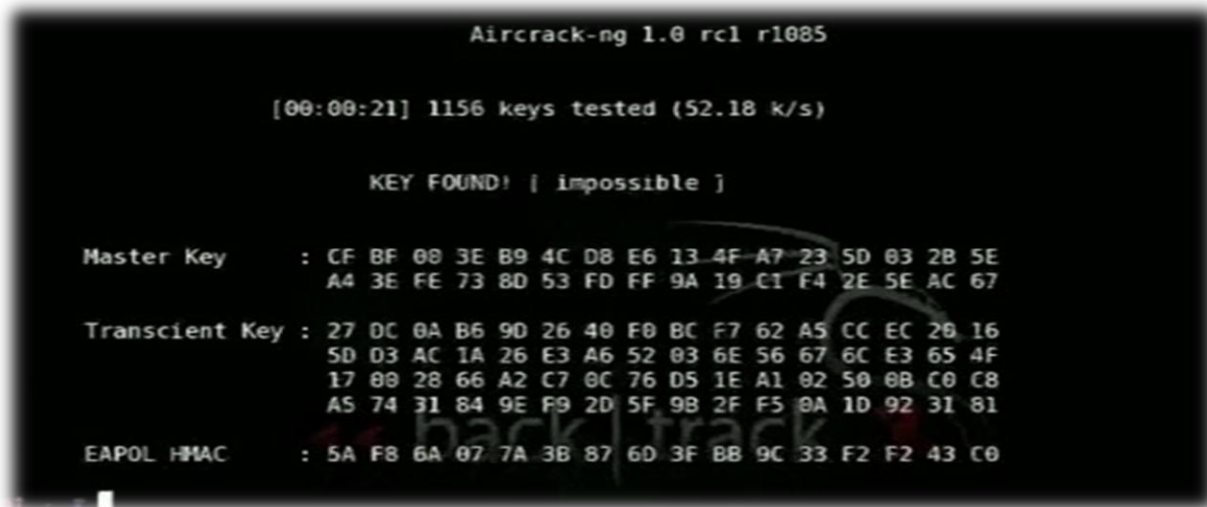 Aircrack-ng 1.0 rc1 r1085
[00:00:21] 1156 keys tested (52.18 k/s)
KEY FOUND! [ impossible ]
Master Key : CF BF 00 3E B9 4C D8 E6 13 4F A7 23 5D 03 2B 5E
A4 3E FE 73 8D 53 FD FF 9A 19 C1 F4 2E 5E AC 67
Transcient Key : 27 DC 0A B6 9D 26 40 E0 BC F7 62 A5 CC EC 20 16
5D D3 AC 1A 26 E3 A6 52 03 6E 56 67 6C E3 65 4F
17 00 28 66 A2 C7 0C 76 D5 1E A1 02 50 0B C0 C8
A5 74 31 84 9E F9 2D 5F 9B 2F F5 0A 1D 92 31 81
<< back | track
EAPOL HMAC : 5A F8 6A 07 7A 3B 87 6D 3F BB 9C 33 F2 F2 43 C0